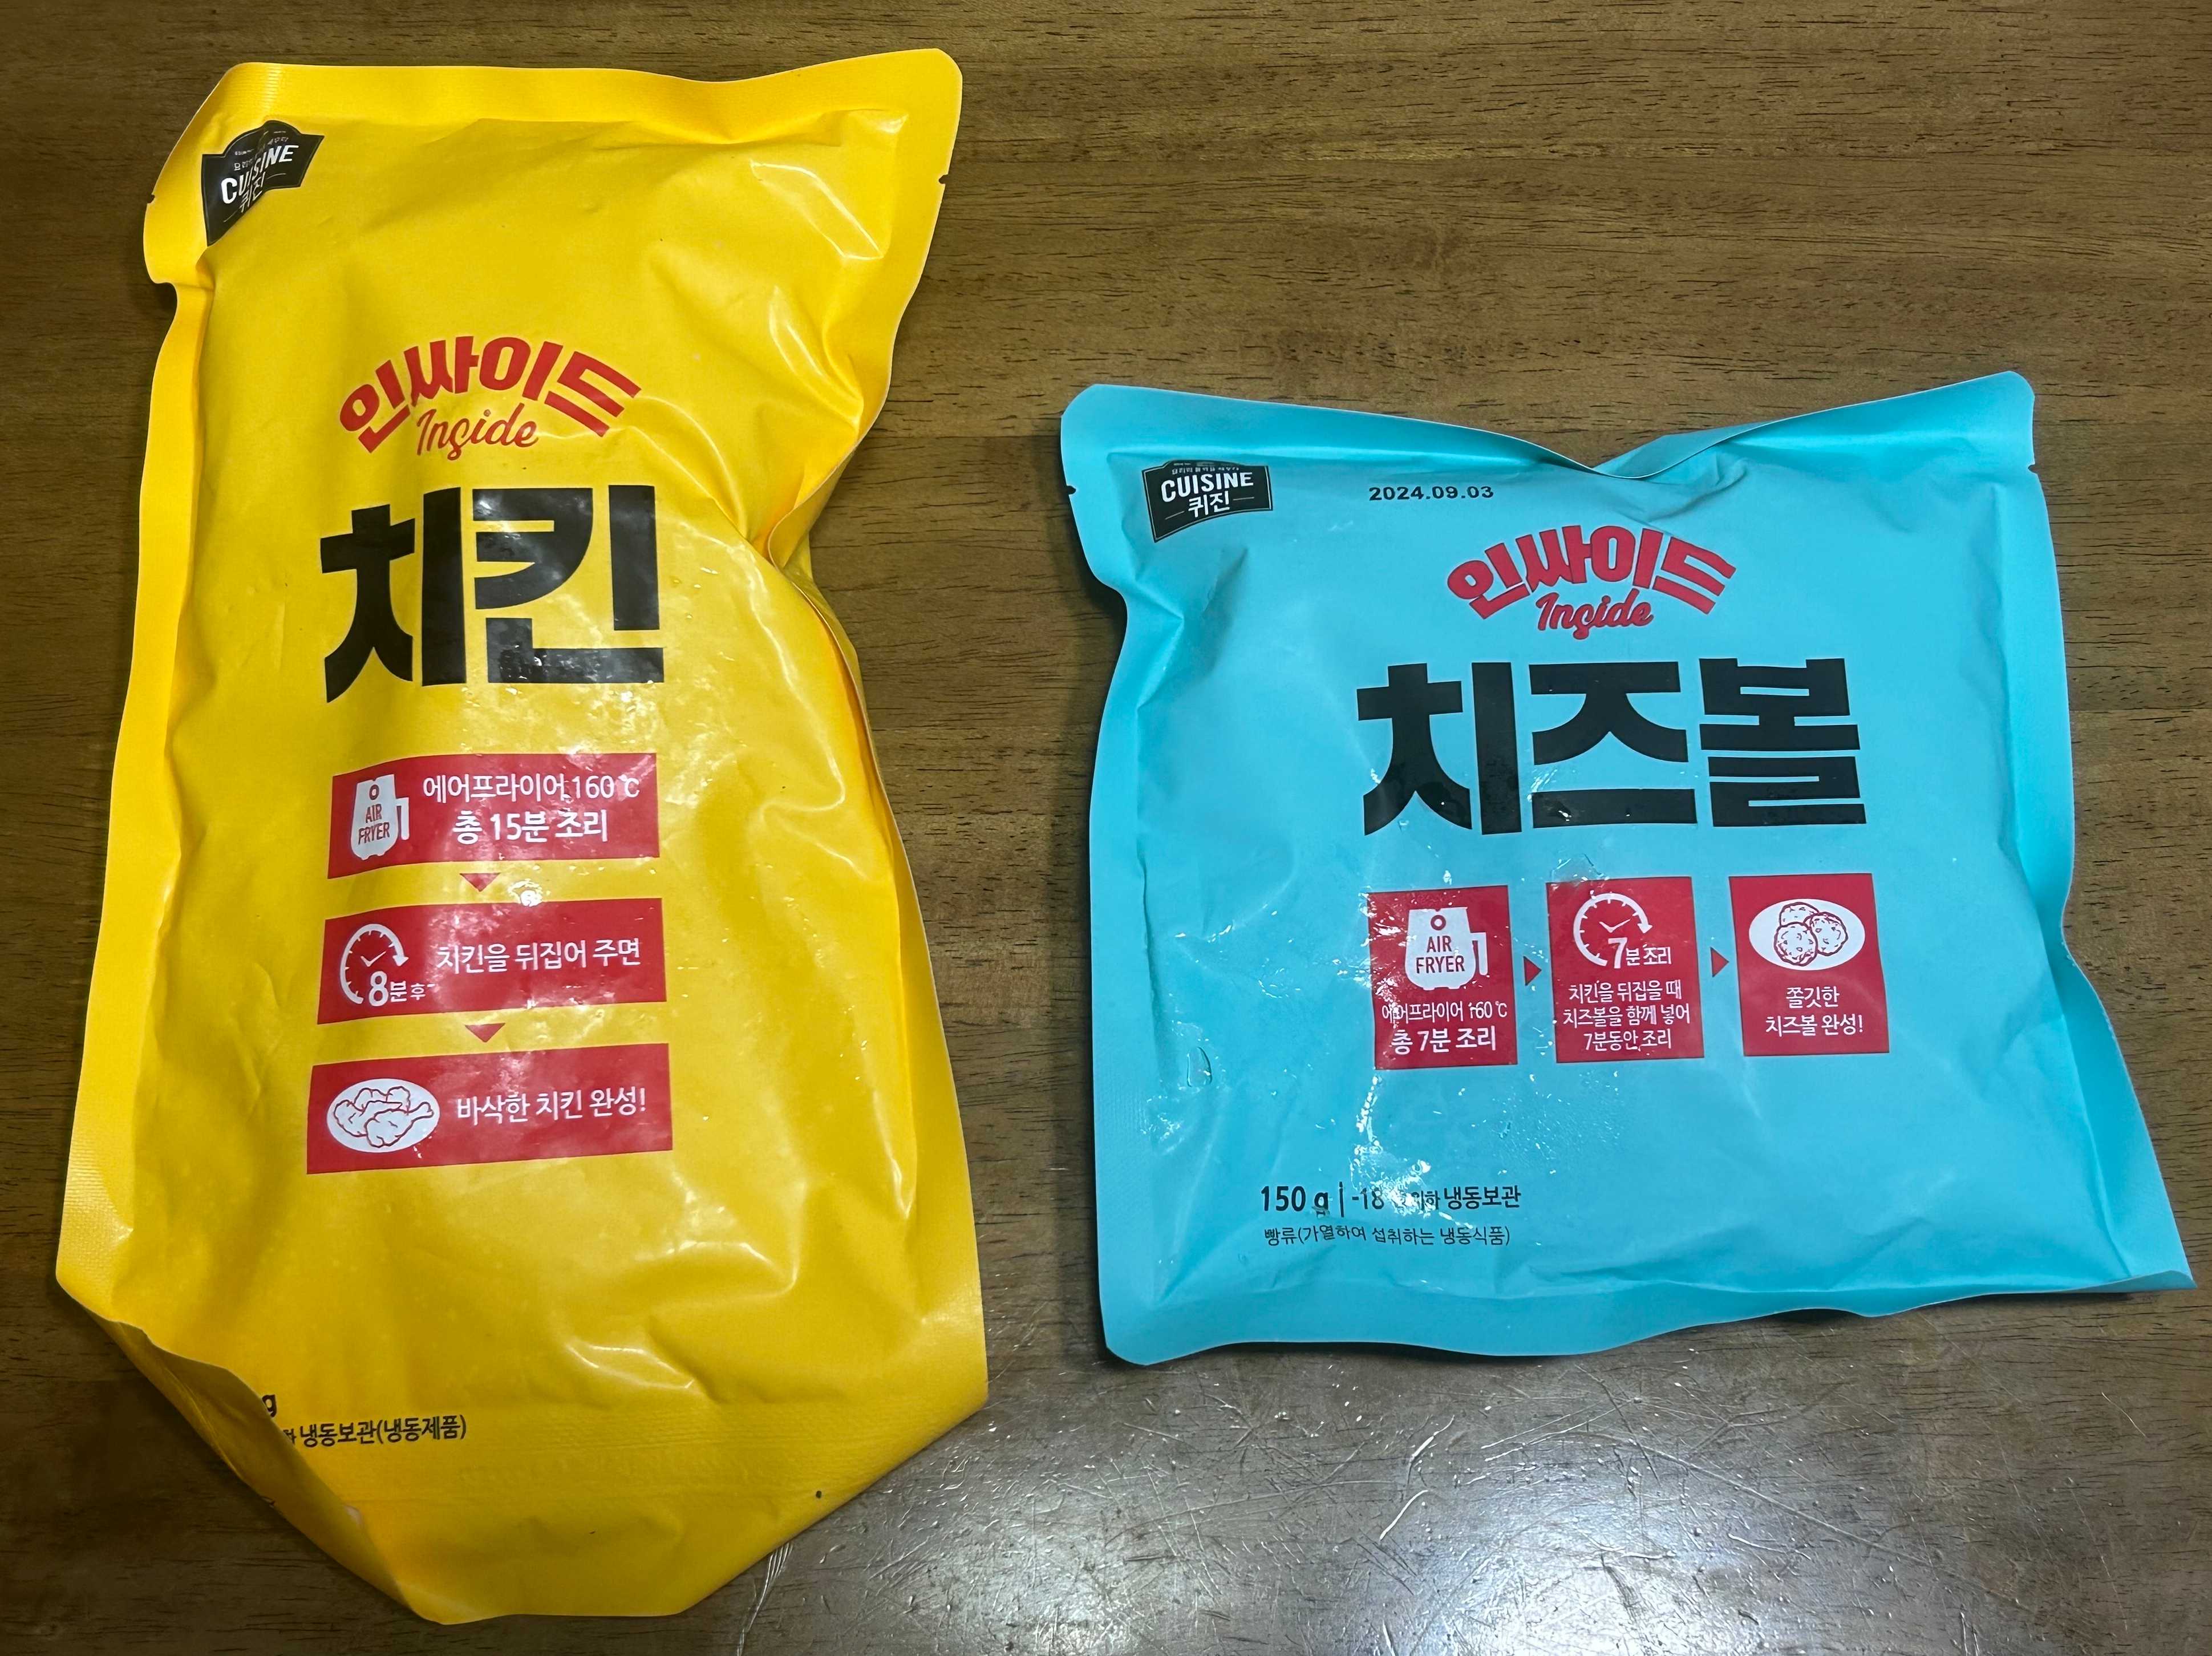 CUISINE
퀴진
인싸이드
Inside
치킨
AIR
FRYER
에어프라이어 160℃
총 15분 조리
8분 후
치킨을 뒤집어 주면
바삭한 치킨 완성!
g
냉동보관(냉동제품)
CUISINE
퀴진
2024.09.03
인싸이드
Inside
치즈볼
AIR
FRYER
에어프라이어 160℃
총 7분 조리
7분 조리
치킨을 뒤집을 때
치즈볼을 함께 넣어
7분동안 조리
쫄깃한
치즈볼 완성!
150 g | -18 이하 냉동보관
빵류(가열하여 섭취하는 냉동식품)